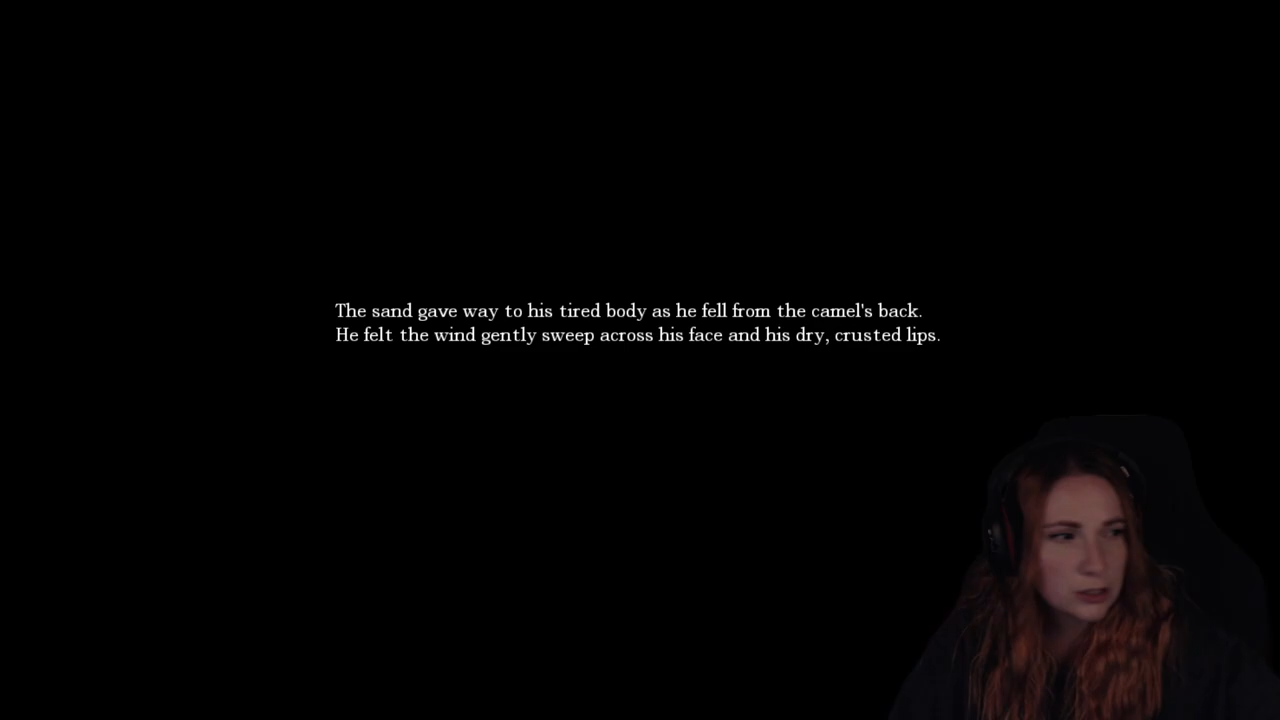 The sand gave way to his tired body as he fell from the camel's back.
He felt the wind gently sweep across his face and his dry, crusted lips.